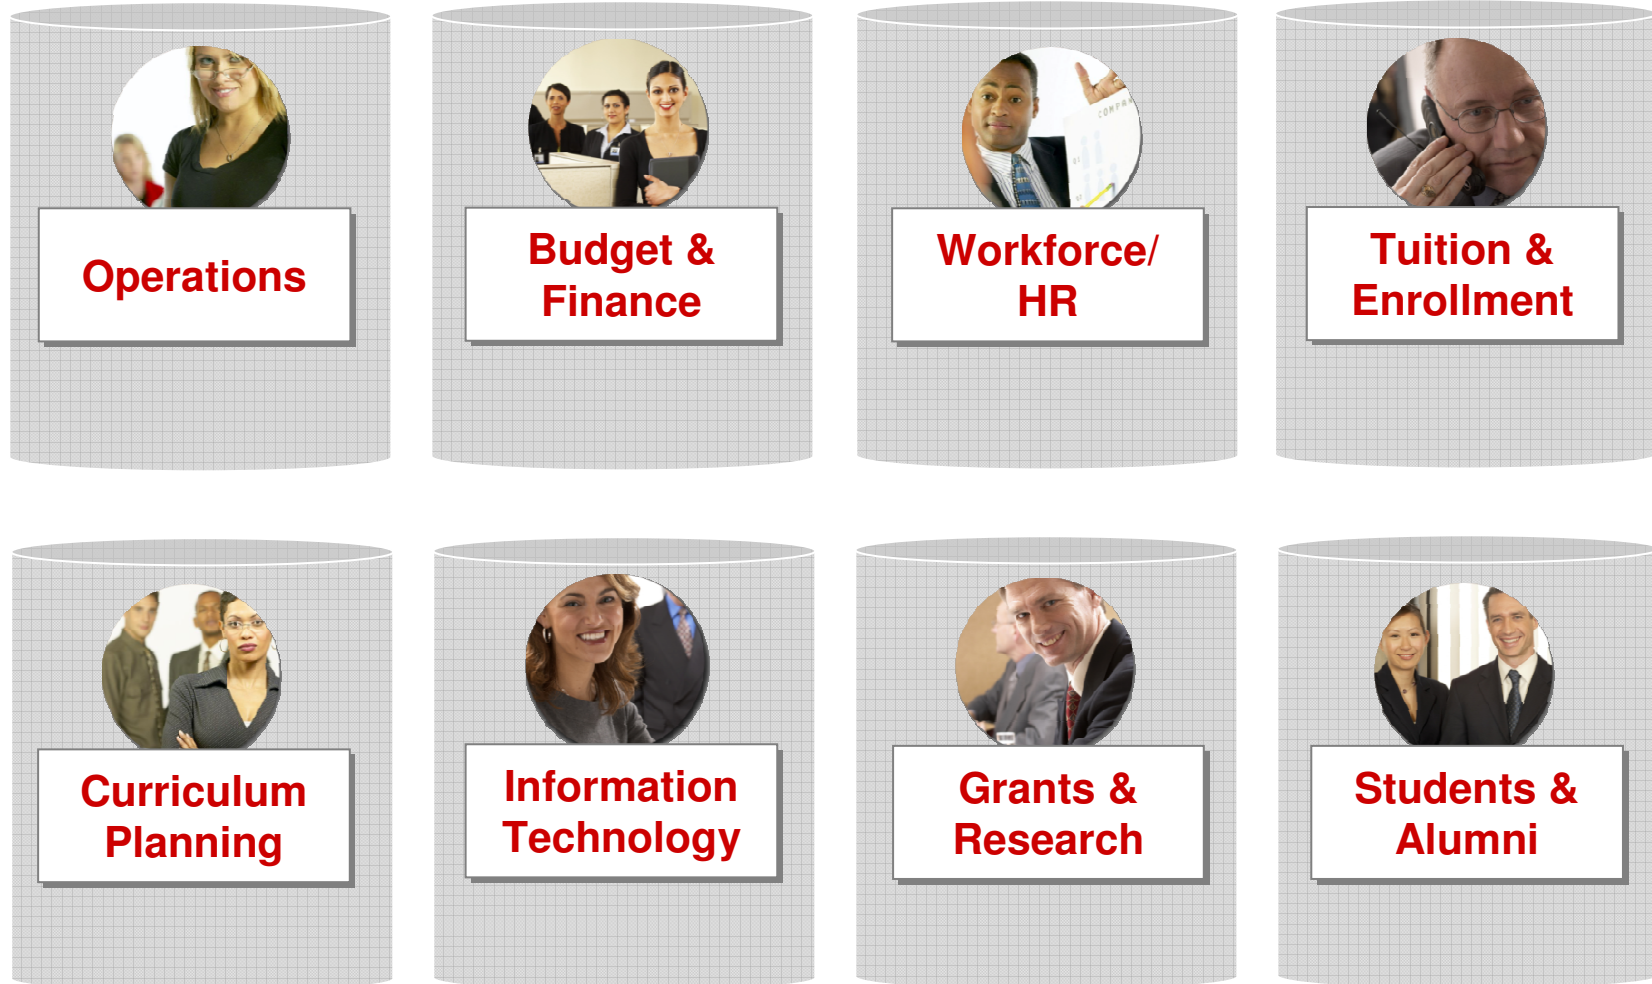 Operations
Budget &
Finance
Workforce/
HR
Tuition &
Enrollment
Curriculum
Planning
Information
Technology
Grants &
Research
Students &
Alumni